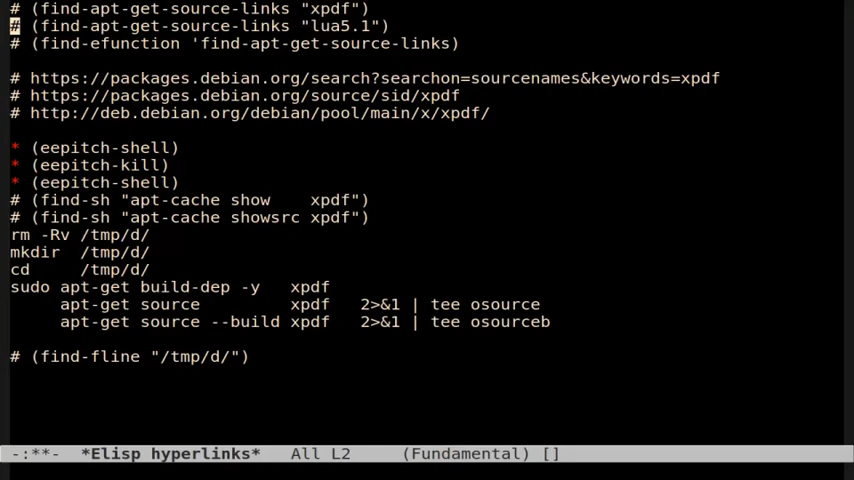 # (find-apt-get-source-links "xpdf")
# (find-apt-get-source-links "lua5.1")
# (find-efunction 'find-apt-get-source-links)
# https://packages.debian.org/search?searchon=sourcenames&keywords=xpdf
# https://packages.debian.org/source/sid/xpdf
# http://deb.debian.org/debian/pool/main/x/xpdf/
* (eepitch-shell)
* (eepitch-kill)
* (eepitch-shell)
# (find-sh "apt-cache show    xpdf")
# (find-sh "apt-cache showsrc xpdf")
rm -Rv /tmp/d/
mkdir  /tmp/d/
cd     /tmp/d/
sudo apt-get build-dep -y   xpdf
     apt-get source         xpdf   2>&1 | tee osource
     apt-get source --build xpdf   2>&1 | tee osourceb
# (find-fline "/tmp/d/")
-:**-  *Elisp hyperlinks*   All L2     (Fundamental) []